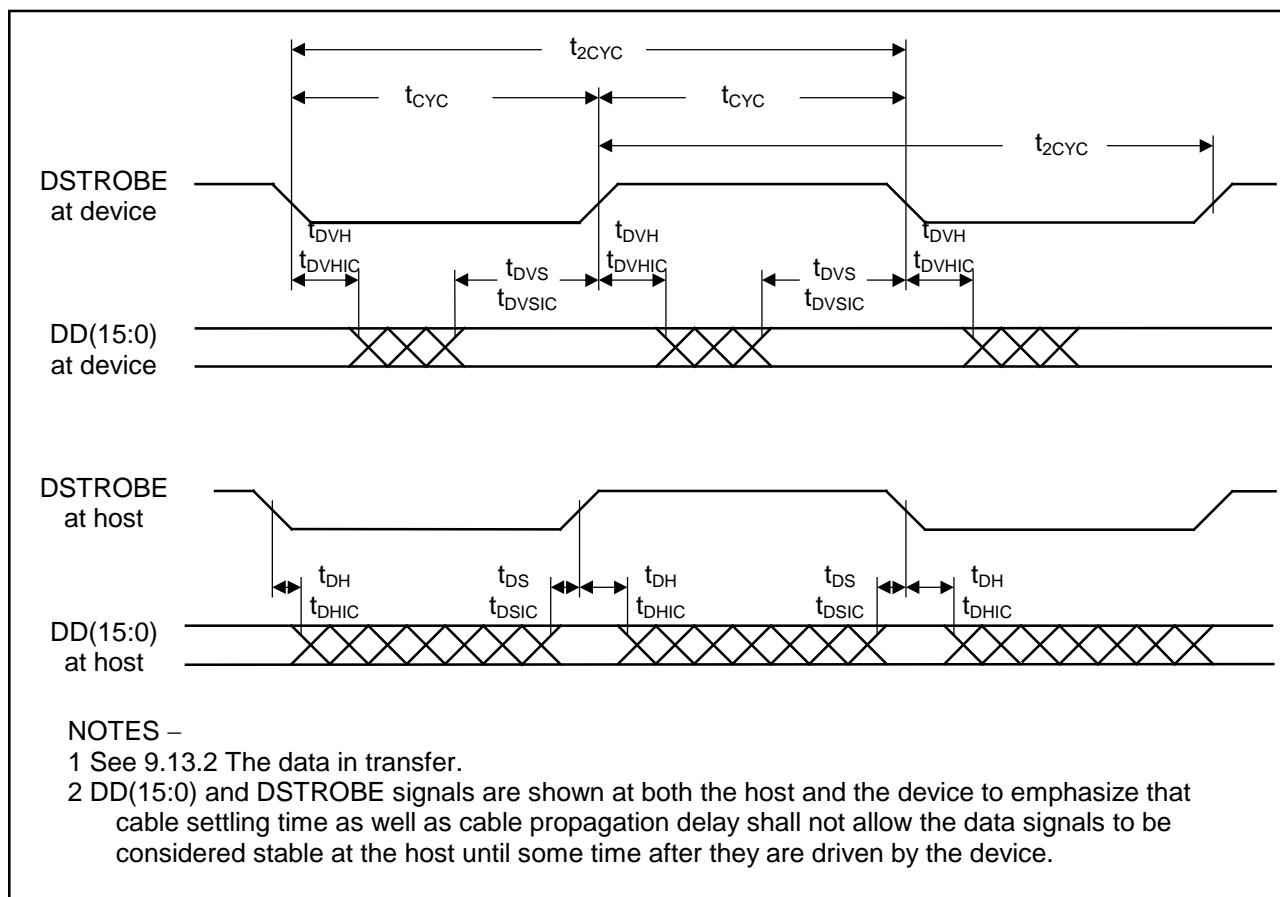 t2CYC
tCYC tCYC
t2CYC
DSTROBE
at device
tDVH tDVH tDVH
tDVHIC tDVS tDVHIC tDVS tDVHIC
tDVSIC tDVSIC
DD(15:0)
at device
DSTROBE
at host
tDH tDS tDH tDS tDH
tDHIC tDSIC tDHIC tDSIC tDHIC
DD(15:0)
at host
NOTES –
1 See 9.13.2 The data in transfer.
2 DD(15:0) and DSTROBE signals are shown at both the host and the device to emphasize that
cable settling time as well as cable propagation delay shall not allow the data signals to be
considered stable at the host until some time after they are driven by the device.